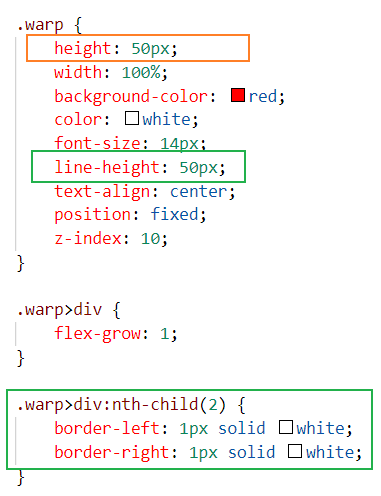 .warp {
height: 50px;
width: 100%;
background-color: red;
color: white;
font-size: 14px;
line-height: 50px;
text-align: center;
position: fixed;
z-index: 10;
}
.warp>div {
flex-grow: 1;
}
.warp>div:nth-child(2) {
border-left: 1px solid white;
border-right: 1px solid white;
}